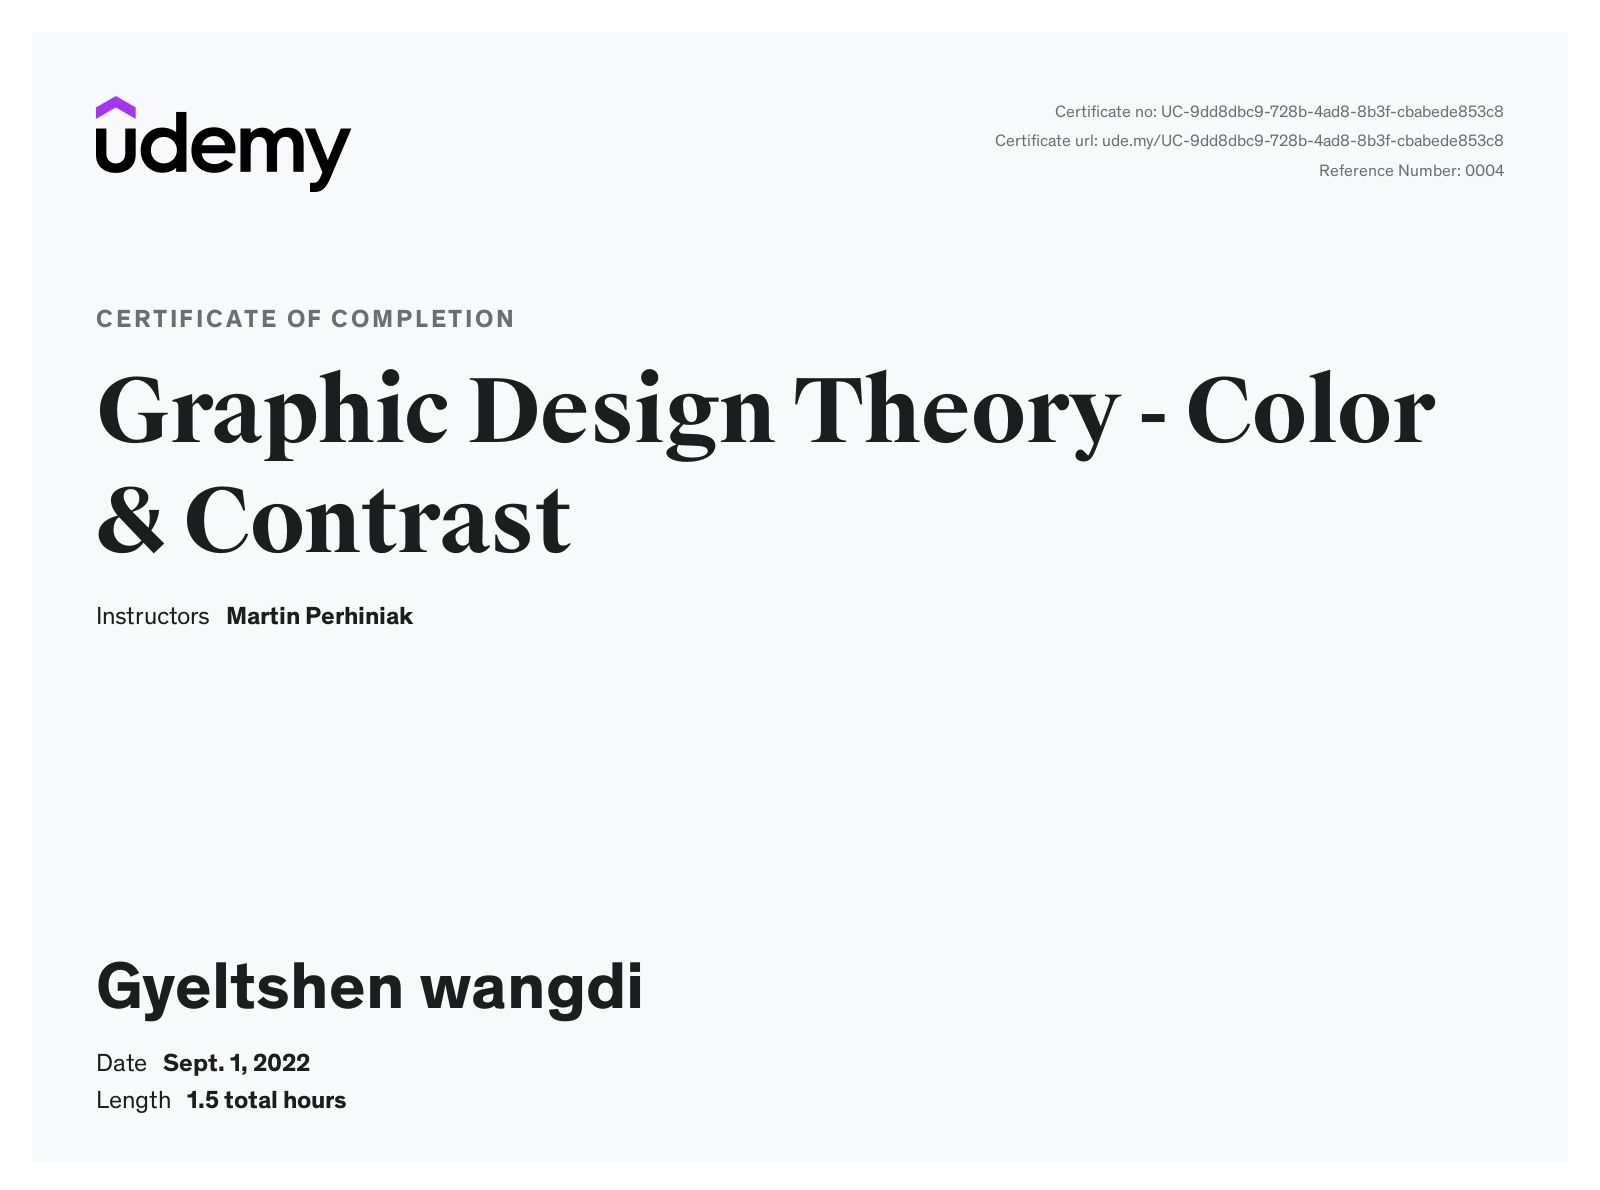 udemy
Certificate no: UC-9dd8dbc9-728b-4ad8-8b3f-cbabede853c8
Certificate url: ude.my/UC-9dd8dbc9-728b-4ad8-8b3f-cbabede853c8
Reference Number: 0004
CERTIFICATE OF COMPLETION
Graphic Design Theory - Color
& Contrast
Instructors Martin Perhiniak
Gyeltshen wangdi
Date Sept. 1, 2022
Length 1.5 total hours